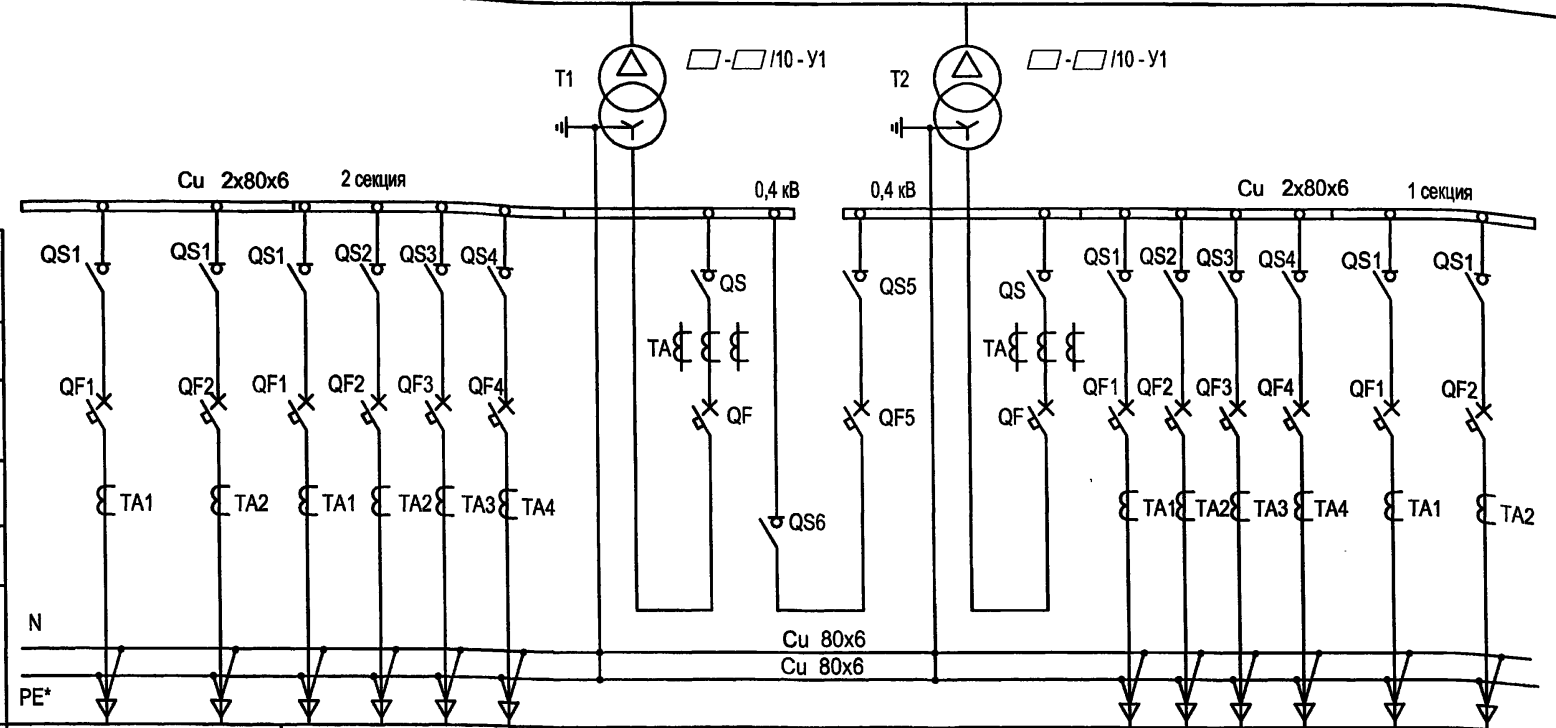 T1
/10 - У1
T2
/10 - У1
Cu 2x80x6
2 секция
0,4 кВ
0,4 кВ
Cu 2x80x6
1 секция
QS1
QS1
QS1
QS2
QS3
QS4
QS
QS5
QS
QS1
QS2
QS3
QS4
QS1
QS1
TA
TA
QF1
QF2
QF1
QF2
QF3
QF4
QF
QF5
QF
QF1
QF2
QF3
QF4
QF1
QF2
TA1
TA2
TA1
TA2
TA3
TA4
QS6
TA1
TA2
TA3
TA4
TA1
TA2
N
Cu 80x6
Cu 80x6
PE*